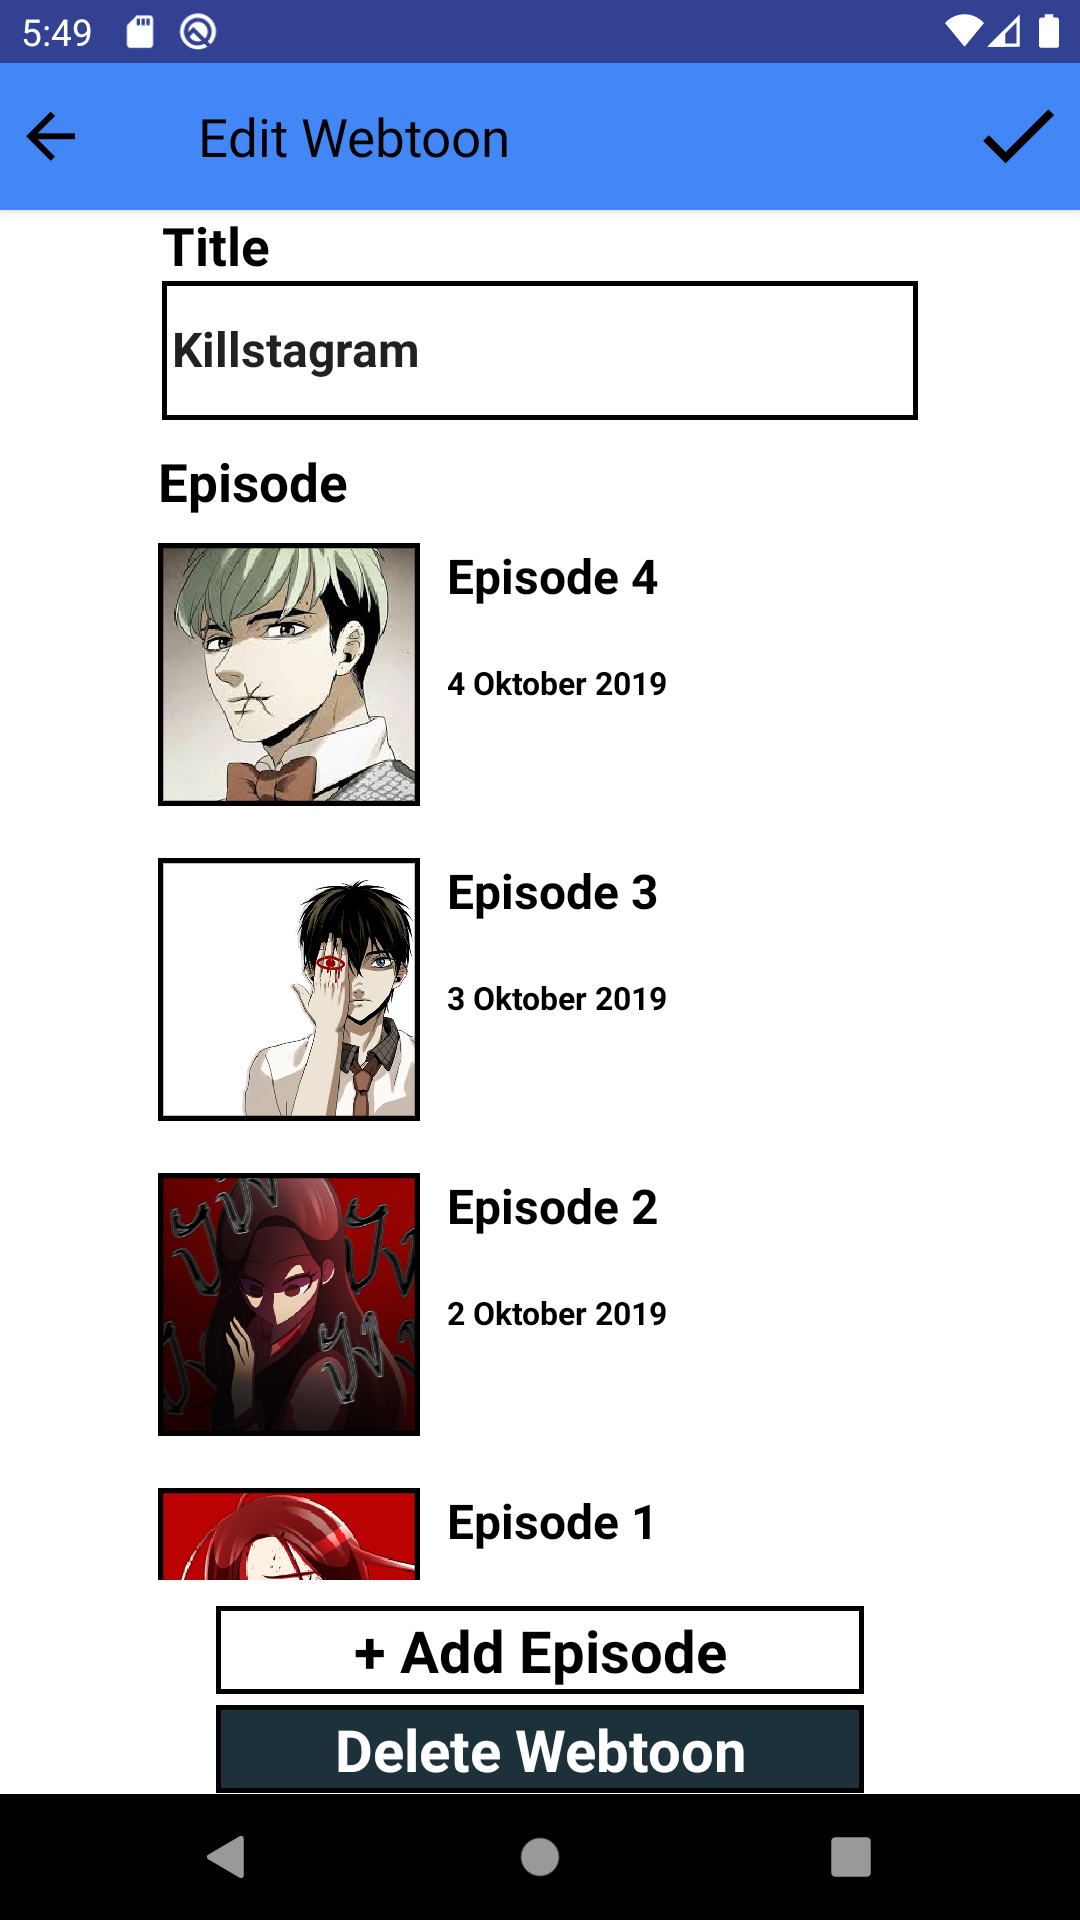 5:49
Edit Webtoon
Title
Killstagram
Episode
Episode 4
4 Oktober 2019
Episode 3
3 Oktober 2019
Episode 2
2 Oktober 2019
Episode 1
+ Add Episode
Delete Webtoon